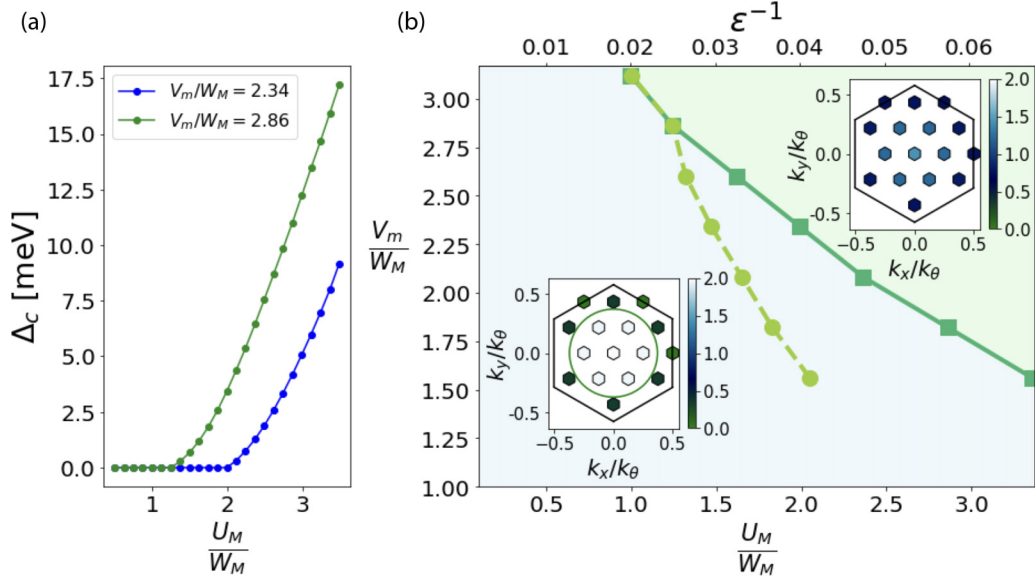 (a)
V_m/W_M = 2.34
V_m/W_M = 2.86
17.5
15.0
12.5
10.0
7.5
5.0
2.5
0.0
Δ_c [meV]
1 2 3
U_M
W_M
(b)
ε⁻¹
0.01 0.02 0.03 0.04 0.05 0.06
3.00
2.75
2.50
2.25
2.00
1.75
1.50
1.25
1.00
V_m
W_M
0.5 1.0 1.5 2.0 2.5 3.0
U_M
W_M
0.5
0.0
-0.5
k_y/k_θ
−0.5 0.0 0.5
k_x/k_θ
2.0
1.5
1.0
0.5
0.0
0.5
0.0
-0.5
k_y/k_θ
−0.5 0.0 0.5
k_x/k_θ
2.0
1.5
1.0
0.5
0.0